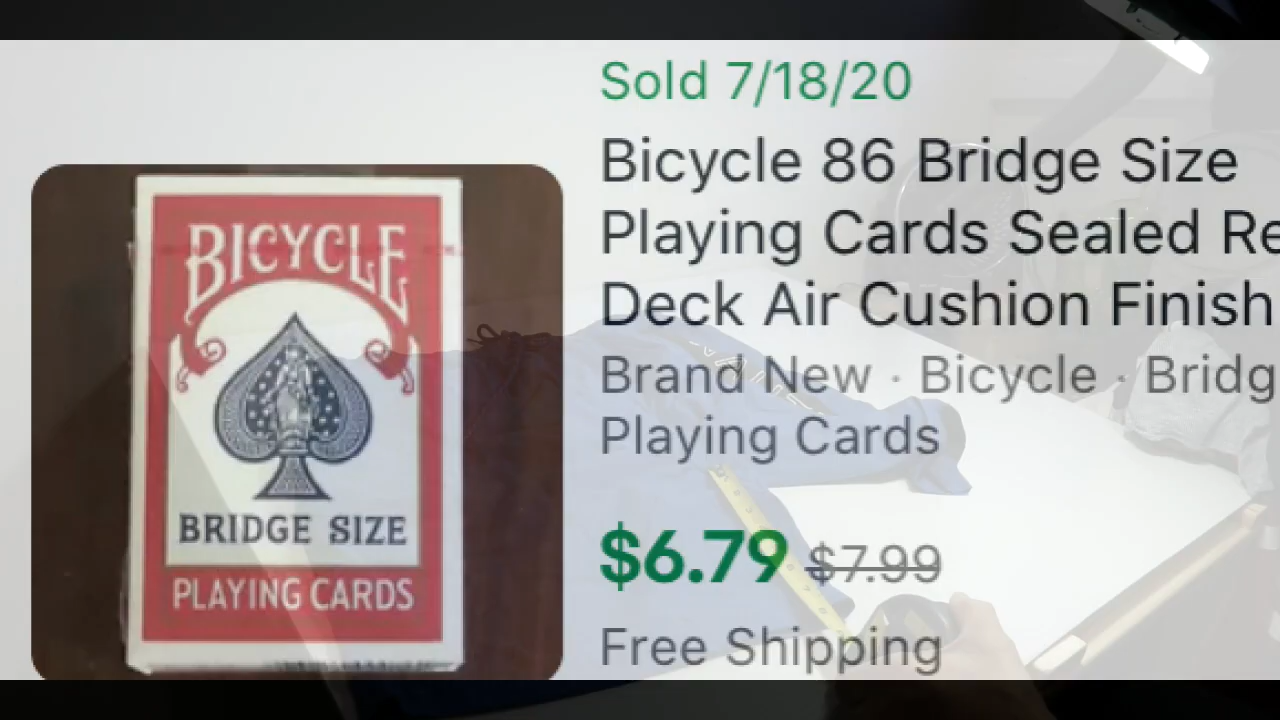 Sold 7/18/20
Bicycle 86 Bridge Size
Playing Cards Sealed Re
Deck Air Cushion Finish
Brand New · Bicycle · Bridg
Playing Cards
$6.79 $7.99
Free Shipping
BICYCLE
BRIDGE SIZE
PLAYING CARDS